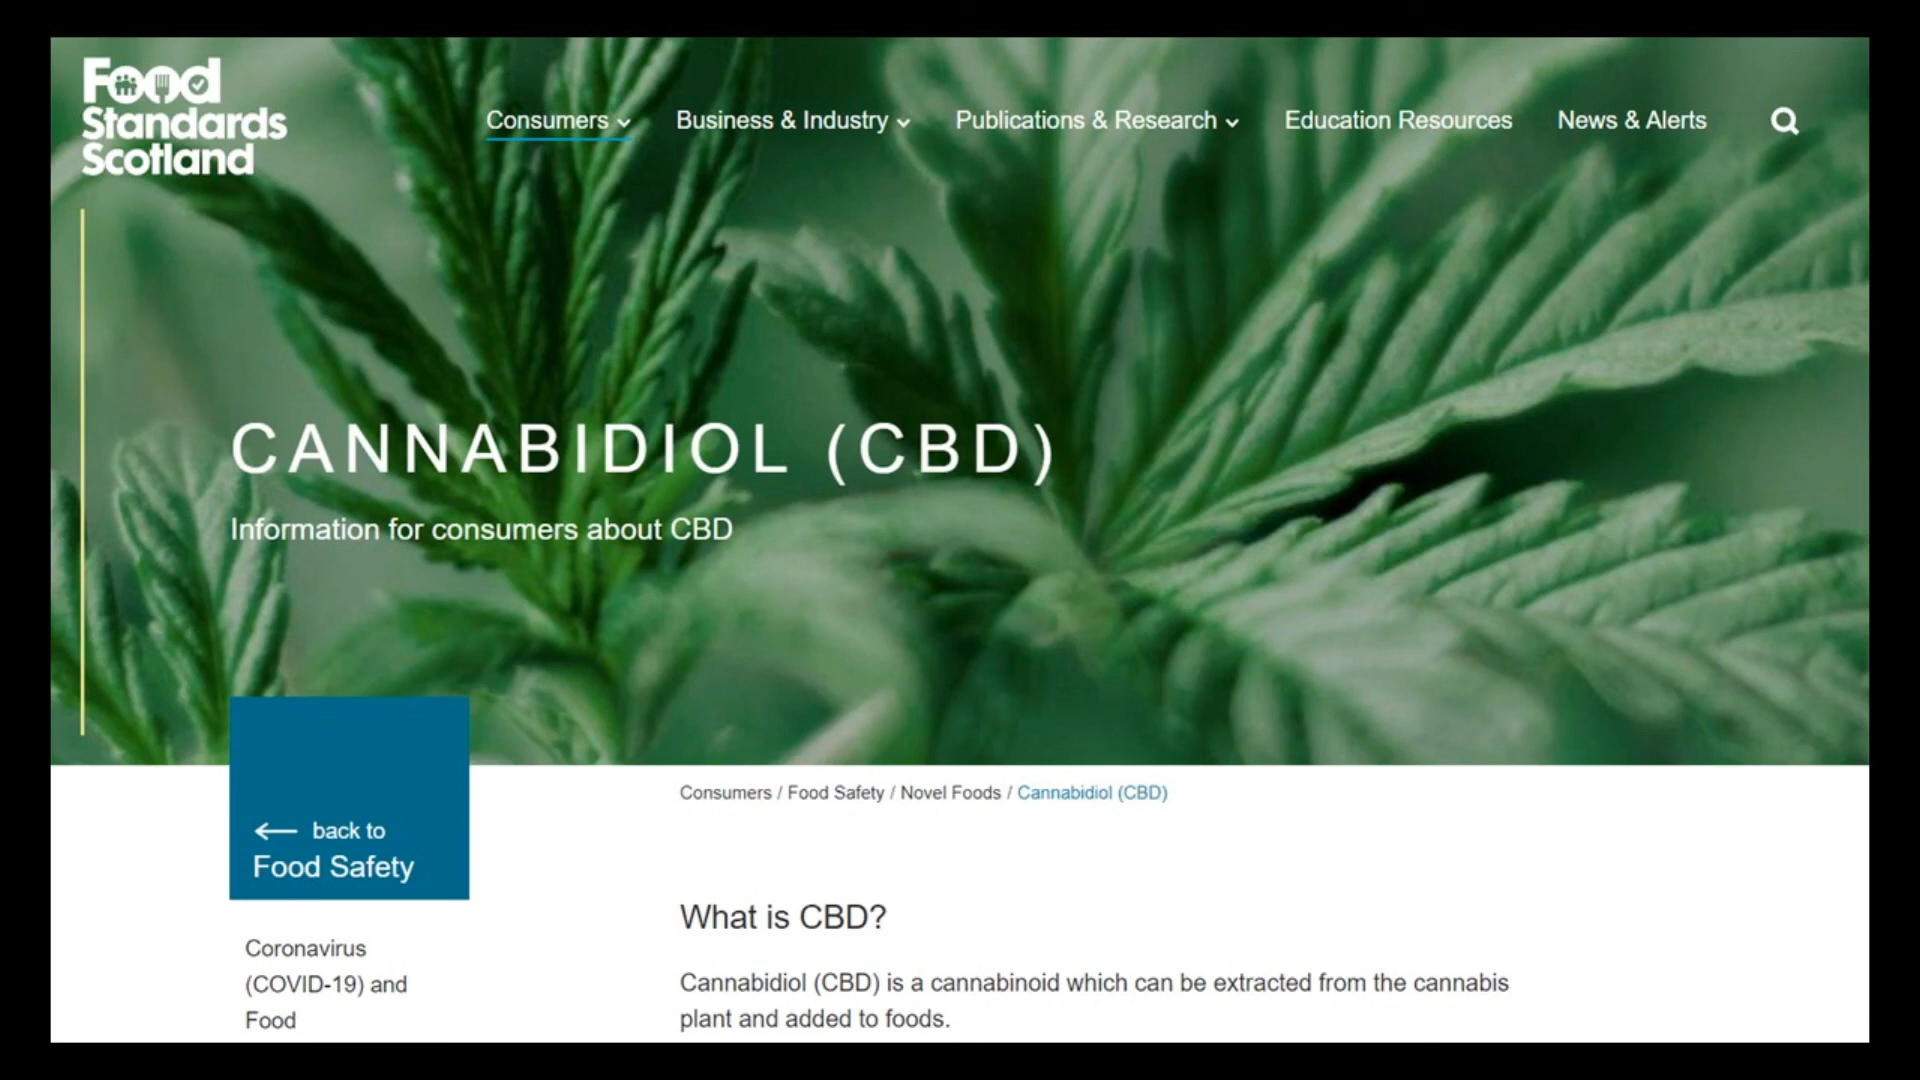 Food
Standards
Scotland
Consumers
Business & Industry
Publications & Research
Education Resources
News & Alerts
CANNABIDIOL (CBD)
Information for consumers about CBD
back to
Food Safety
Consumers / Food Safety / Novel Foods / Cannabidiol (CBD)
Coronavirus
(COVID-19) and
Food
What is CBD?
Cannabidiol (CBD) is a cannabinoid which can be extracted from the cannabis
plant and added to foods.